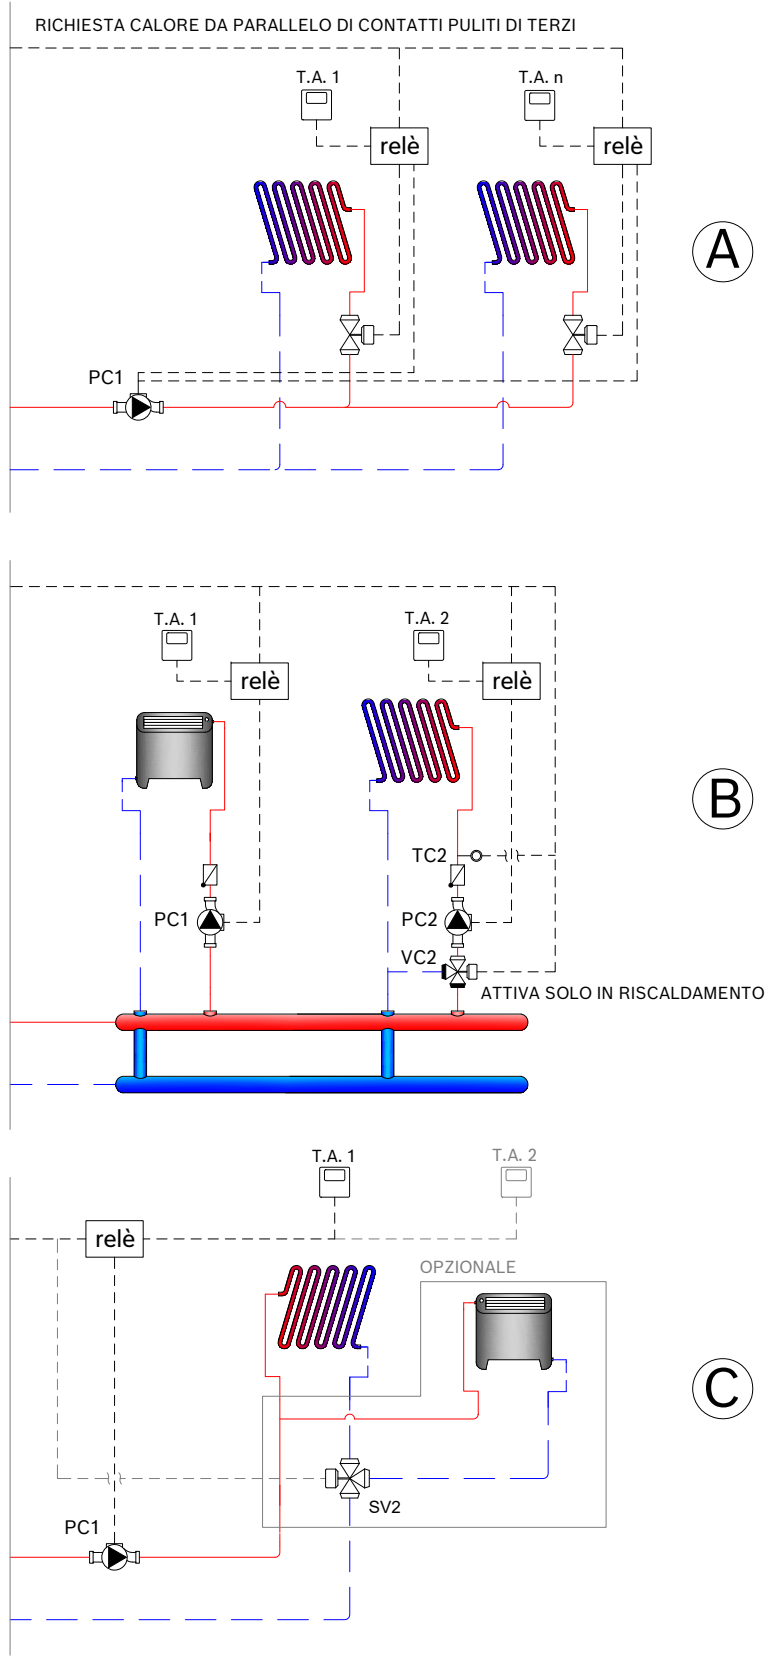 RICHIESTA CALORE DA PARALLELO DI CONTATTI PULITI DI TERZI
T.A. 1
T.A. n
relè
relè
A
PC1
T.A. 1
T.A. 2
relè
relè
B
TC2
PC1
PC2
VC2
ATTIVA SOLO IN RISCALDAMENTO
T.A. 1
T.A. 2
relè
OPZIONALE
C
SV2
PC1